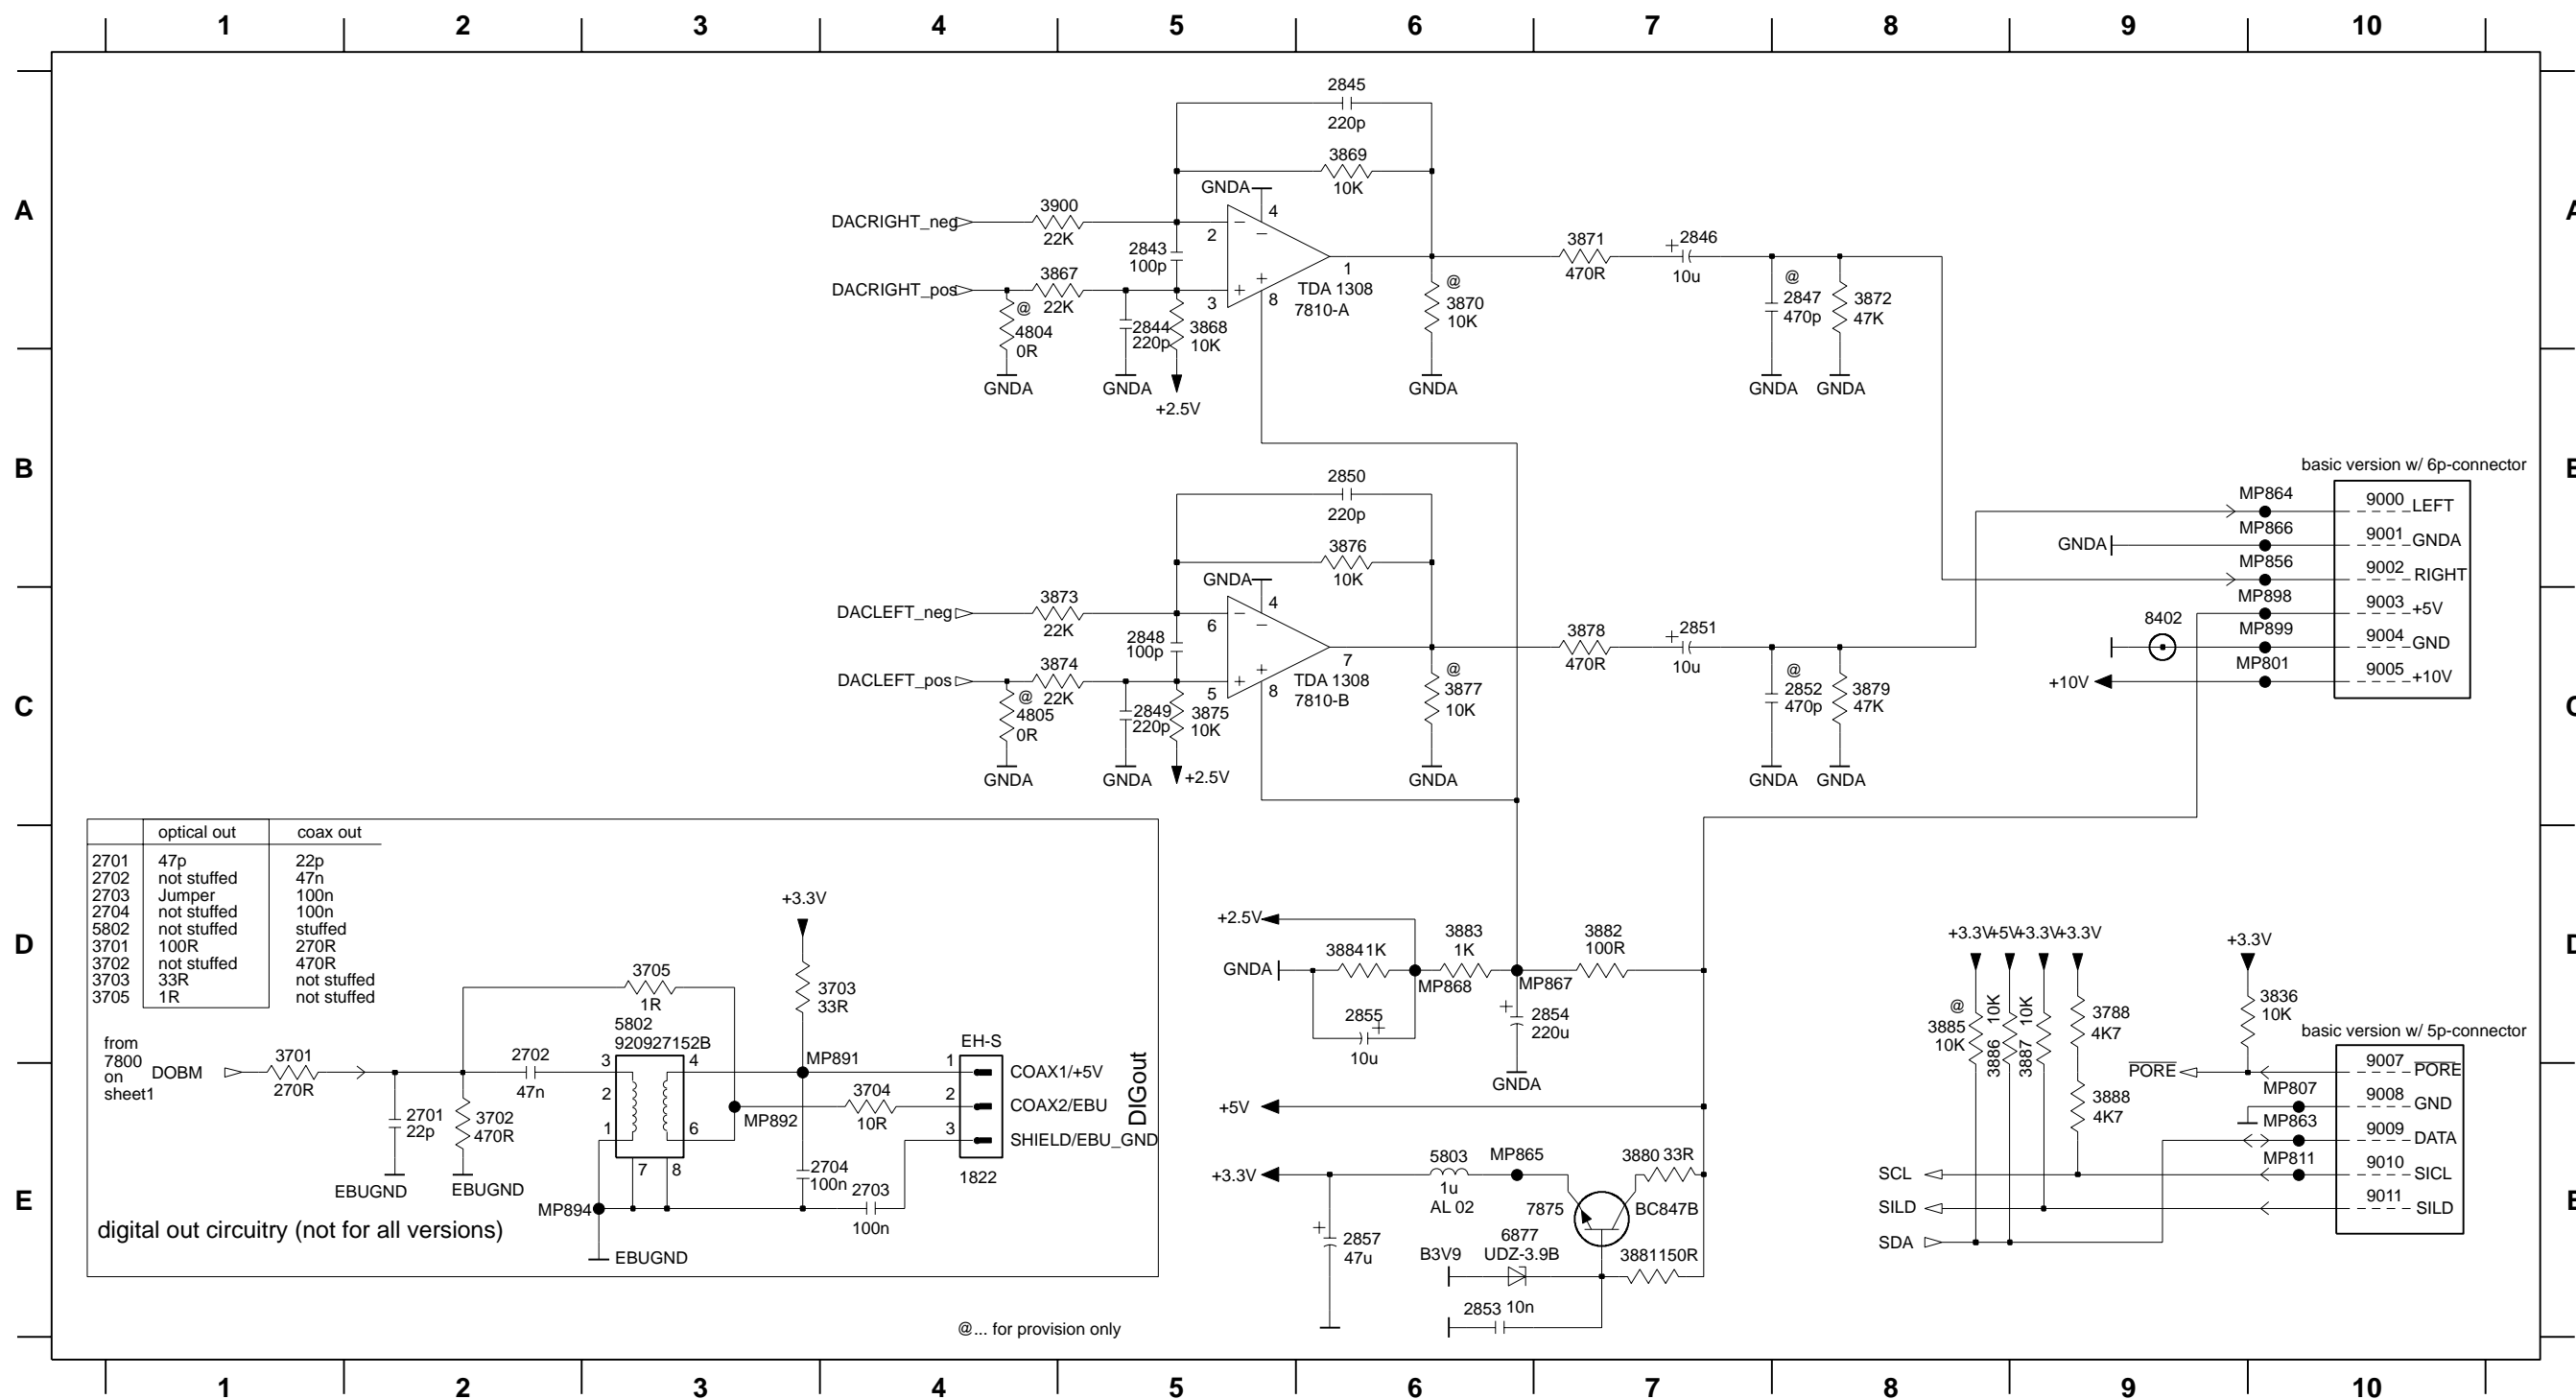 1 2 3 4 5 6 7 8 9 10
A
B
C
D
E
2845
220p
3869
10K
GNDA
4
DACRIGHT_neg
3900
22K
2
2843
100p
3867
22K
DACRIGHT_pos
@
4804
0R
GNDA
2844
220p
GNDA
3868
10K
+2.5V
3
8
1
TDA 1308
7810-A
@
3870
10K
GNDA
3871
470R
+
2846
10u
@
2847
470p
GNDA
3872
47K
GNDA
2850
220p
3876
10K
GNDA
4
DACLEFT_neg
3873
22K
6
2848
100p
3874
22K
DACLEFT_pos
@
4805
0R
GNDA
2849
220p
GNDA
3875
10K
+2.5V
5
8
7
TDA 1308
7810-B
@
3877
10K
GNDA
3878
470R
+
2851
10u
@
2852
470p
GNDA
3879
47K
GNDA
basic version w/ 6p-connector
MP864 9000 LEFT
MP866 9001 GNDA
GNDA
MP856 9002 RIGHT
MP898 9003 +5V
8402
MP899 9004 GND
MP801 9005 +10V
+10V
optical out coax out
2701 47p 22p
2702 not stuffed 47n
2703 Jumper 100n
2704 not stuffed 100n
5802 not stuffed stuffed
3701 100R 270R
3702 not stuffed 470R
3703 33R not stuffed
3705 1R not stuffed
from
7800
on
sheet1
DOBM
3701
270R
2701
22p
EBUGND
3702
470R
EBUGND
2702
47n
3705
1R
5802
920927152B
3
2
1
4
6
7
8
+3.3V
3703
33R
MP891
MP892
3704
10R
2704
100n
2703
100n
MP894
EBUGND
EH-S
1 COAX1/+5V
2 COAX2/EBU
3 SHIELD/EBU_GND
1822
DIGout
digital out circuitry (not for all versions)
@... for provision only
+2.5V
GNDA
3884 1K
MP868
3883
1K
MP867
3882
100R
2855
+
10u
+
2854
220u
GNDA
+5V
+3.3V
5803
1u
AL 02
MP865
3880 33R
7875
BC847B
+
2857
47u
B3V9
6877
UDZ-3.9B
3881 150R
2853 10n
+3.3V +5V +3.3V +3.3V
@
3885
10K
3886 10K
3887 10K
3788
4K7
3888
4K7
+3.3V
3836
10K
PORE
SCL
SILD
SDA
basic version w/ 5p-connector
9007 PORE
MP807 9008 GND
MP863 9009 DATA
MP811 9010 SICL
9011 SILD
A
B
C
D
E
1 2 3 4 5 6 7 8 9 10